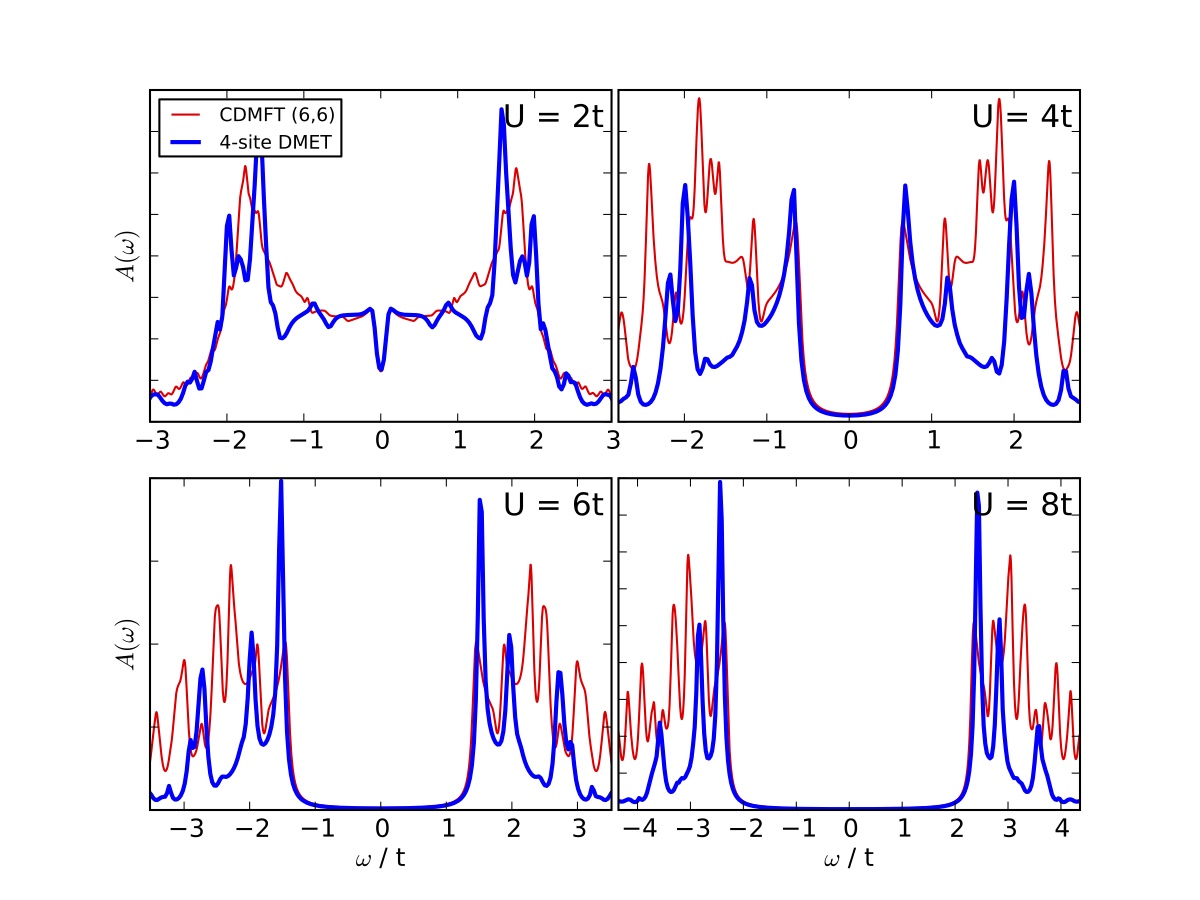 CDMFT (6,6)
4-site DMET
U = 2t
A(ω)
−3 −2 −1 0 1 2 3
U = 4t
−2 −1 0 1 2
U = 6t
A(ω)
−3 −2 −1 0 1 2 3
ω / t
U = 8t
−4 −3 −2 −1 0 1 2 3 4
ω / t